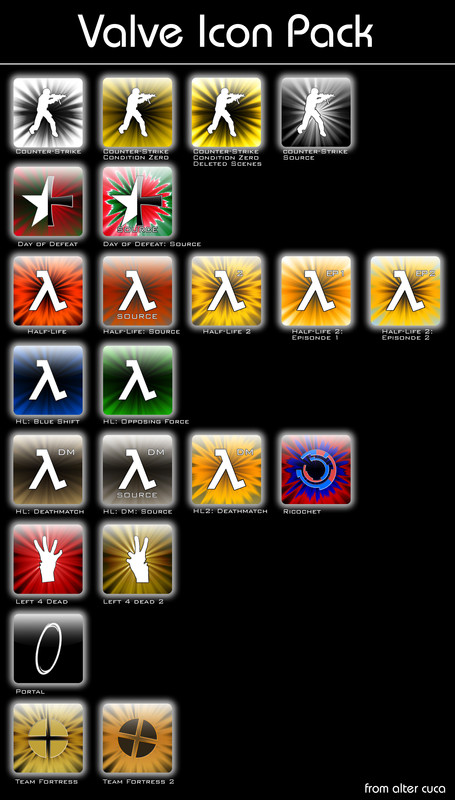 Valve Icon Pack
Counter-Strike
Counter-Strike
Condition Zero
Counter-Strike
Condition Zero
Deleted Scenes
Counter-Strike
Source
SOURCE
Day of Defeat
Day of Defeat: Source
2
EP1
EP2
SOURCE
Half-Life
Half-Life: Source
Half-Life 2
Half-Life 2:
Episonde 1
Half-Life 2:
Episonde 2
HL: Blue Shift
HL: Opposing Force
DM
DM
DM
SOURCE
HL: Deathmatch
HL: DM: Source
HL2: Deathmatch
Ricochet
Left 4 Dead
Left 4 dead 2
Portal
Team Fortress
Team Fortress 2
from alter cuca